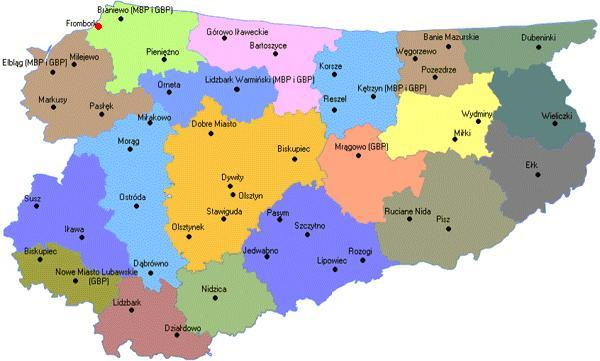 Braniewo (MBP i GBP)
Frombork
Górowo Iławeckie
Bartoszyce
Banie Mazurskie
Dubeninki
Węgorzewo
Pieniężno
Elbląg (MBP i GBP)
Milejewo
Korsze
Pozezdrze
Orneta
Lidzbark Warmiński (MBP i GBP)
Kętrzyn (MBP i GBP)
Markusy
Pasłęk
Reszel
Miłakowo
Dobre Miasto
Wydminy
Wieliczki
Morąg
Biskupiec
Mrągowo (GBP)
Miłki
Ełk
Dywity
Olsztyn
Susz
Ostróda
Stawiguda
Pasym
Ruciane Nida
Pisz
Iława
Olsztynek
Szczytno
Biskupiec
Jedwabno
Rozogi
Lipowiec
Nowe Miasto Lubawskie
(GBP)
Dąbrówno
Nidzica
Lidzbark
Działdowo